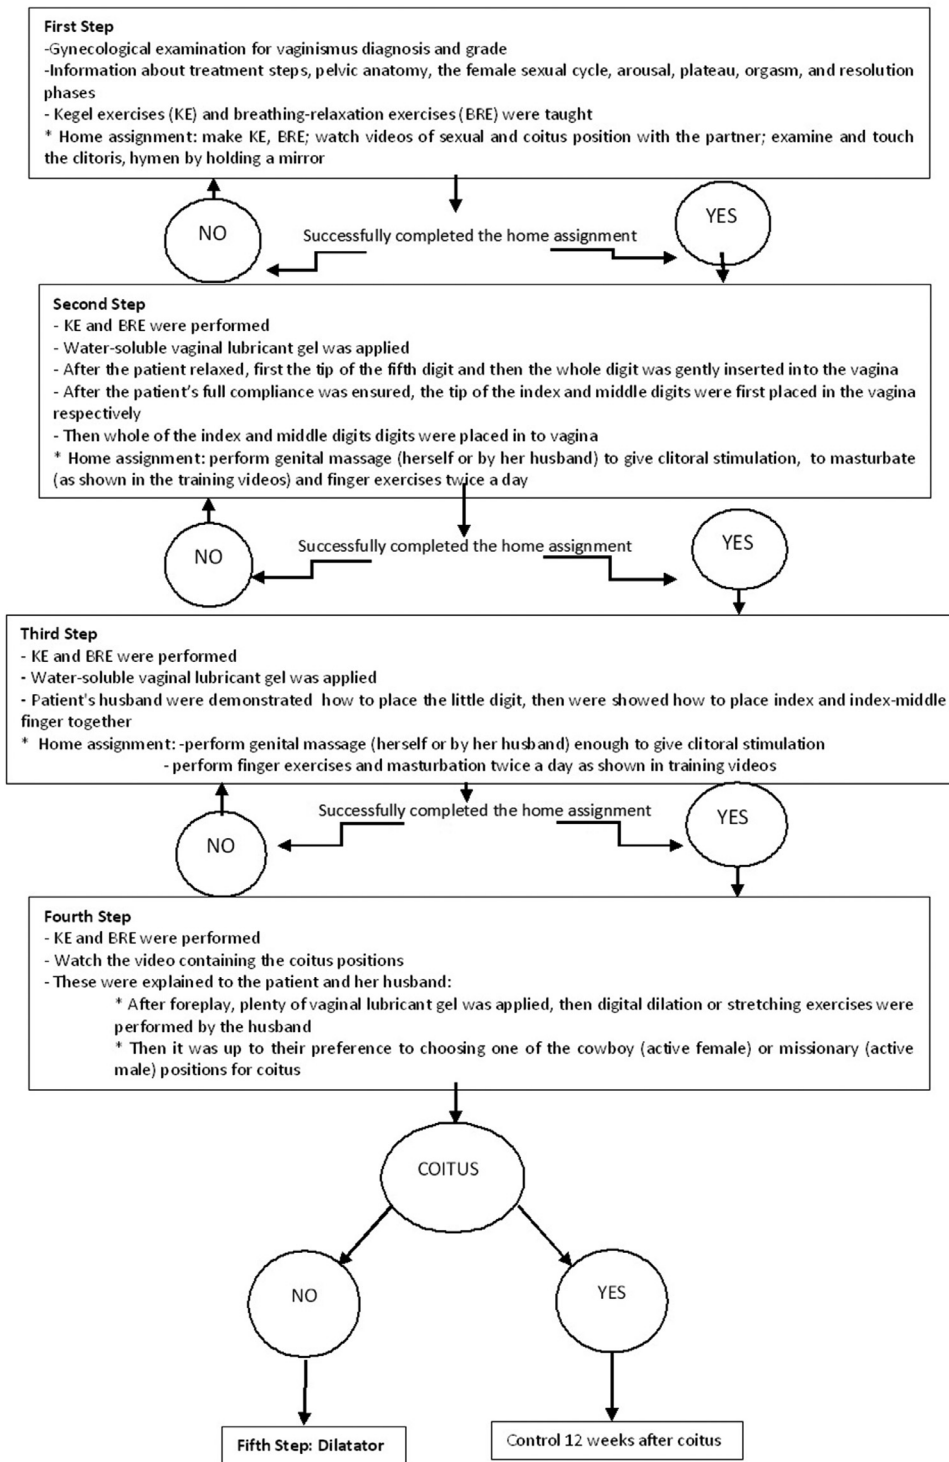 First Step
-Gynecological examination for vaginismus diagnosis and grade
-Information about treatment steps, pelvic anatomy, the female sexual cycle, arousal, plateau, orgasm, and resolution
phases
- Kegel exercises (KE) and breathing-relaxation exercises (BRE) were taught
* Home assignment: make KE, BRE; watch videos of sexual and coitus position with the partner; examine and touch
the clitoris, hymen by holding a mirror
NO
Successfully completed the home assignment
YES
Second Step
- KE and BRE were performed
- Water-soluble vaginal lubricant gel was applied
- After the patient relaxed, first the tip of the fifth digit and then the whole digit was gently inserted into the vagina
- After the patient's full compliance was ensured, the tip of the index and middle digits were first placed in the vagina
respectively
- Then whole of the index and middle digits digits were placed in to vagina
* Home assignment: perform genital massage (herself or by her husband) to give clitoral stimulation, to masturbate
(as shown in the training videos) and finger exercises twice a day
NO
Successfully completed the home assignment
YES
Third Step
- KE and BRE were performed
- Water-soluble vaginal lubricant gel was applied
- Patient's husband were demonstrated how to place the little digit, then were showed how to place index and index-middle
finger together
* Home assignment: -perform genital massage (herself or by her husband) enough to give clitoral stimulation
- perform finger exercises and masturbation twice a day as shown in training videos
NO
Successfully completed the home assignment
YES
Fourth Step
- KE and BRE were performed
- Watch the video containing the coitus positions
- These were explained to the patient and her husband:
* After foreplay, plenty of vaginal lubricant gel was applied, then digital dilation or stretching exercises were
performed by the husband
* Then it was up to their preference to choosing one of the cowboy (active female) or missionary (active
male) positions for coitus
COITUS
NO
YES
Fifth Step: Dilatator
Control 12 weeks after coitus